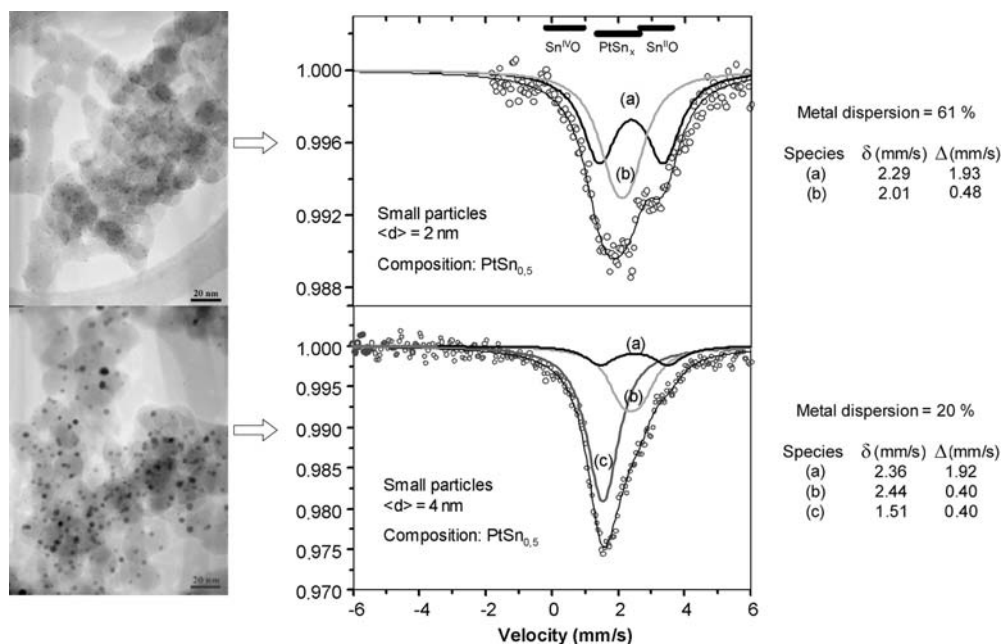 Sn^IV O PtSn_x Sn^II O
1.000
0.996
0.992
0.988
(a)
(b)
Small particles
<d> = 2 nm
Composition: PtSn_0,5
20 nm
Metal dispersion = 61 %
Species δ (mm/s) Δ (mm/s)
(a) 2.29 1.93
(b) 2.01 0.48
1.000
0.995
0.990
0.985
0,980
0.975
0.970
(a)
(b)
(c)
Small particles
<d> = 4 nm
Composition: PtSn_0,5
20 nm
Metal dispersion = 20 %
Species δ (mm/s) Δ (mm/s)
(a) 2.36 1.92
(b) 2.44 0.40
(c) 1.51 0.40
-6 -4 -2 0 2 4 6
Velocity (mm/s)